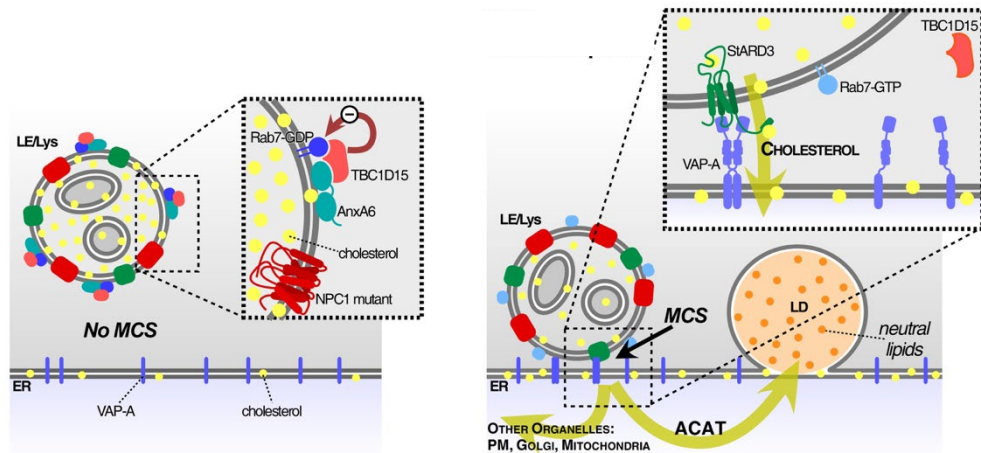 LE/Lys
Rab7-GDP
TBC1D15
AnxA6
cholesterol
NPC1 mutant
No MCS
ER
VAP-A
cholesterol
StARD3
TBC1D15
Rab7-GTP
VAP-A
CHOLESTEROL
LE/Lys
MCS
LD
neutral
lipids
ER
OTHER ORGANELLES:
PM, GOLGI, MITOCHONDRIA
ACAT